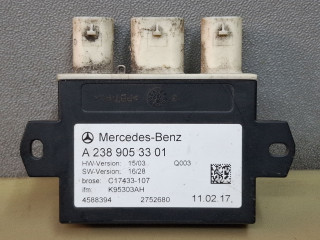 Mercedes-Benz
A 238 905 33 01
HW-Version: 15/03 Q003
SW-Version: 16/28
brose: C17433-107
ifm: K95303AH
4588394 2752680 11.02.17